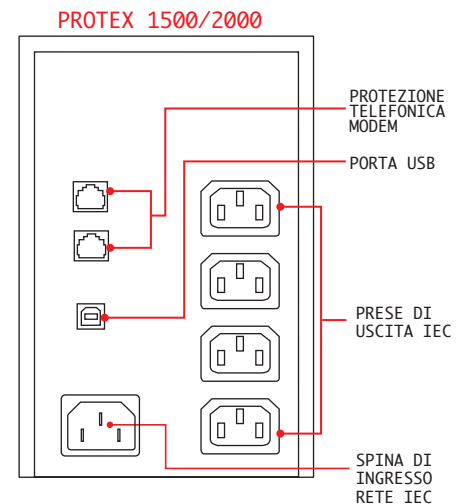 PROTEX 1500/2000
PROTEZIONE
TELEFONICA
MODEM
PORTA USB
PRESE DI
USCITA IEC
SPINA DI
INGRESSO
RETE IEC